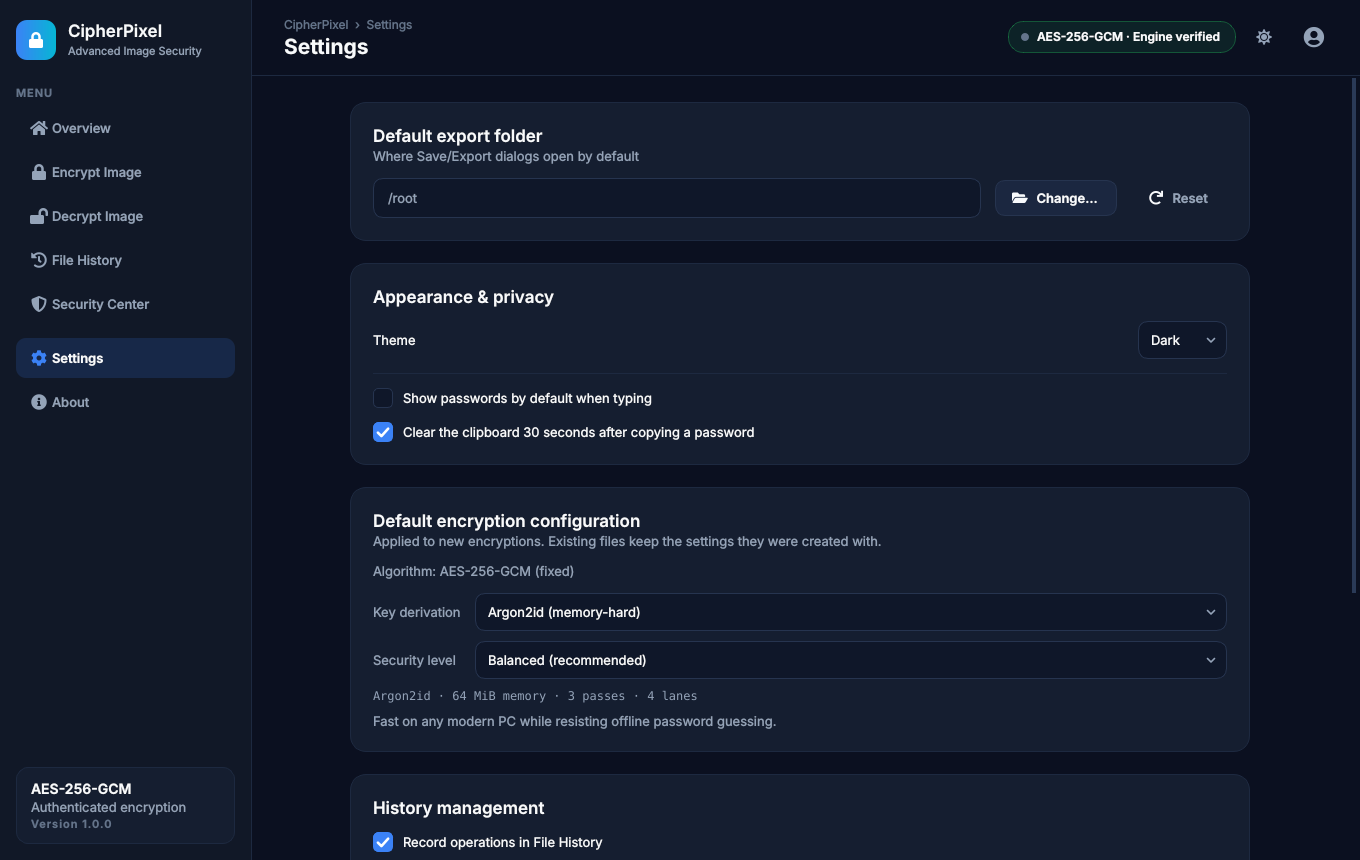 CipherPixel
Advanced Image Security
MENU
Overview
Encrypt Image
Decrypt Image
File History
Security Center
Settings
About
AES-256-GCM
Authenticated encryption
Version 1.0.0
CipherPixel › Settings
Settings
AES-256-GCM · Engine verified
Default export folder
Where Save/Export dialogs open by default
/root
Change...
Reset
Appearance & privacy
Theme
Dark
Show passwords by default when typing
Clear the clipboard 30 seconds after copying a password
Default encryption configuration
Applied to new encryptions. Existing files keep the settings they were created with.
Algorithm: AES-256-GCM (fixed)
Key derivation
Argon2id (memory-hard)
Security level
Balanced (recommended)
Argon2id · 64 MiB memory · 3 passes · 4 lanes
Fast on any modern PC while resisting offline password guessing.
History management
Record operations in File History